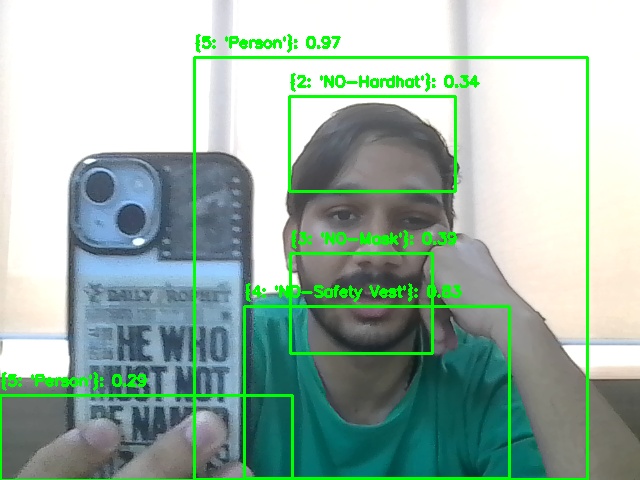 {5: 'Person'}: 0.97
{2: 'NO-Hardhat'}: 0.34
{3: 'NO-Mask'}: 0.39
{4: 'NO-Safety Vest'}: 0.83
DAILY PROPHET
HE WHO
NOT
BE NAMED
{5: 'Person'}: 0.29